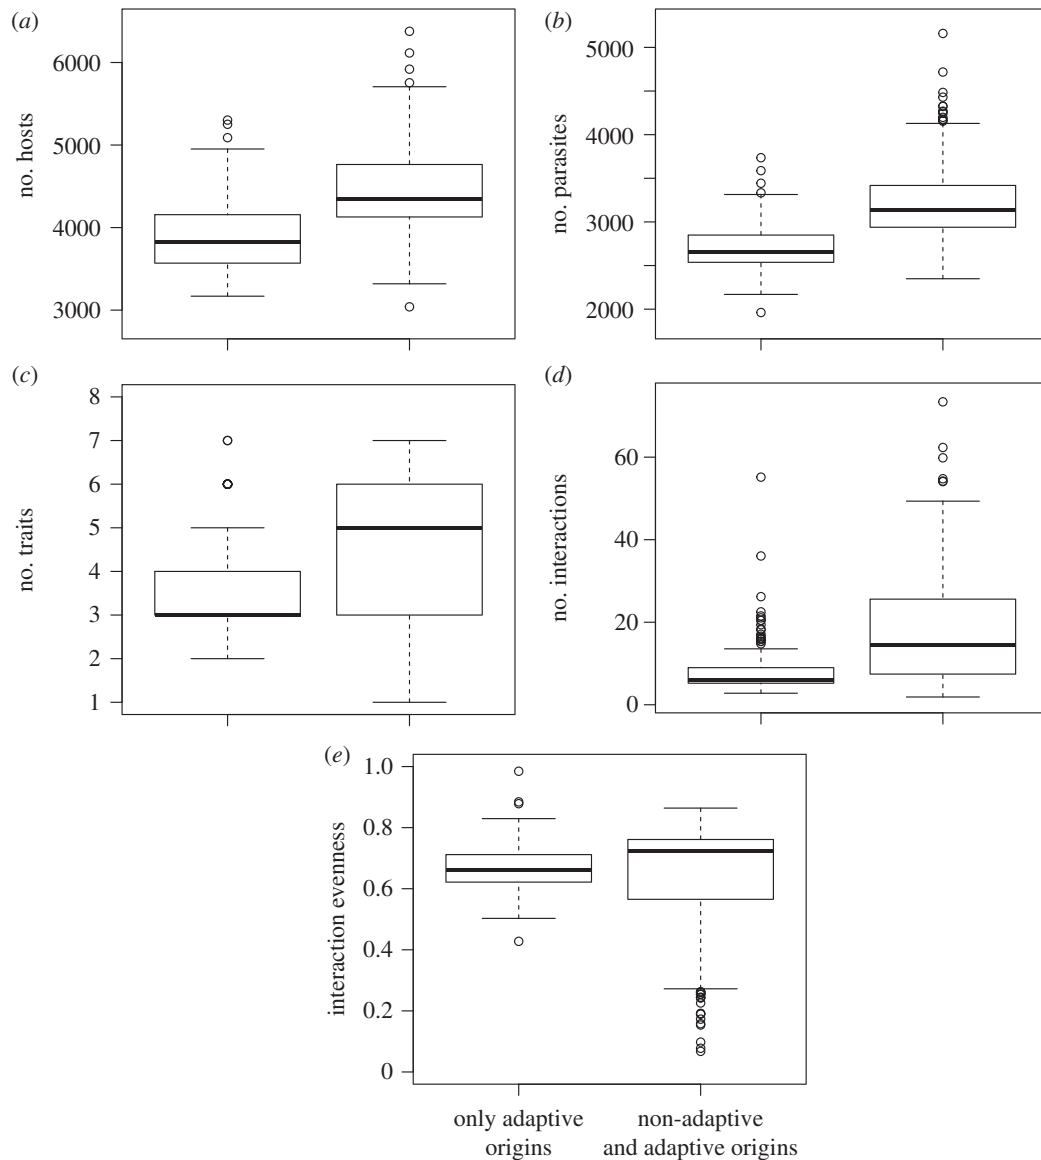 (a)
no. hosts
6000
5000
4000
3000
(b)
no. parasites
5000
4000
3000
2000
(c)
no. traits
8
7
6
5
4
3
2
1
(d)
no. interactions
60
40
20
0
(e)
interaction evenness
1.0
0.8
0.6
0.4
0.2
0
only adaptive
origins
non-adaptive
and adaptive origins